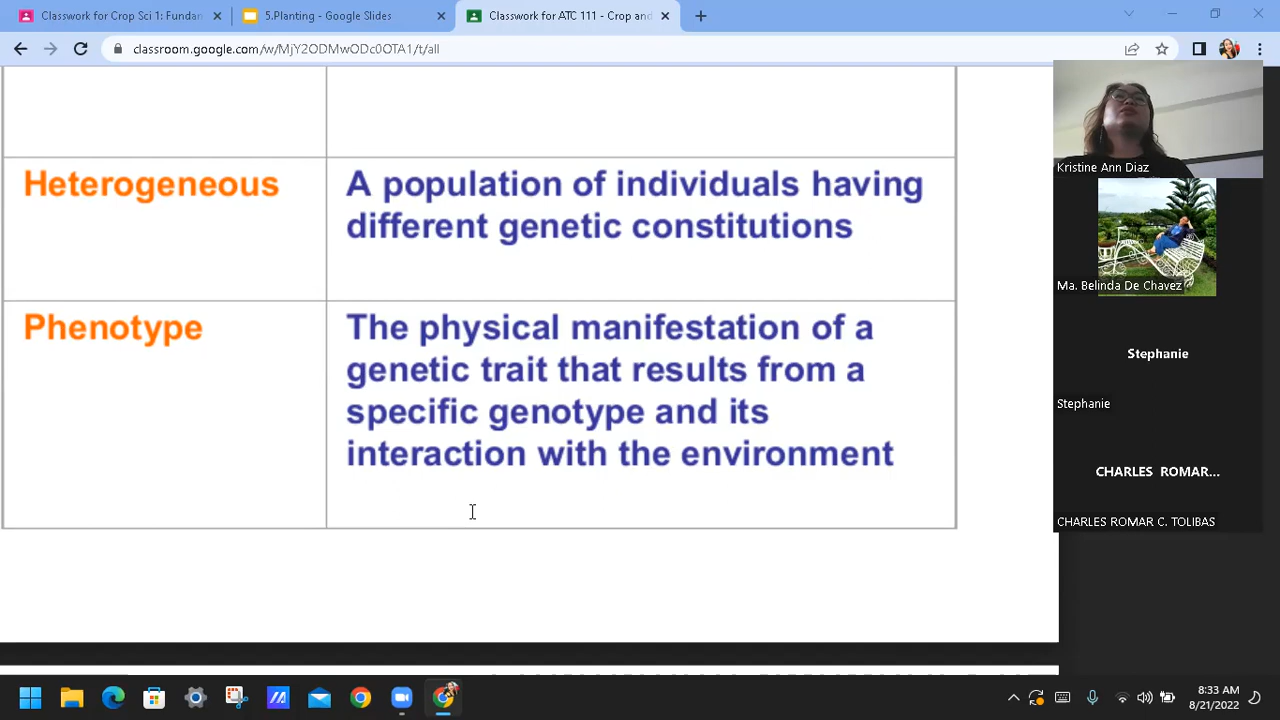 Classwork for Crop Sci 1: Fundar
5.Planting - Google Slides
Classwork for ATC 111 - Crop and
classroom.google.com/w/MjY2ODMwODc0OTA1/t/all
Heterogeneous
A population of individuals having
different genetic constitutions
Phenotype
The physical manifestation of a
genetic trait that results from a
specific genotype and its
interaction with the environment
Kristine Ann Diaz
Ma. Belinda De Chavez
Stephanie
Stephanie
CHARLES ROMAR...
CHARLES ROMAR C. TOLIBAS
8:33 AM
8/21/2022